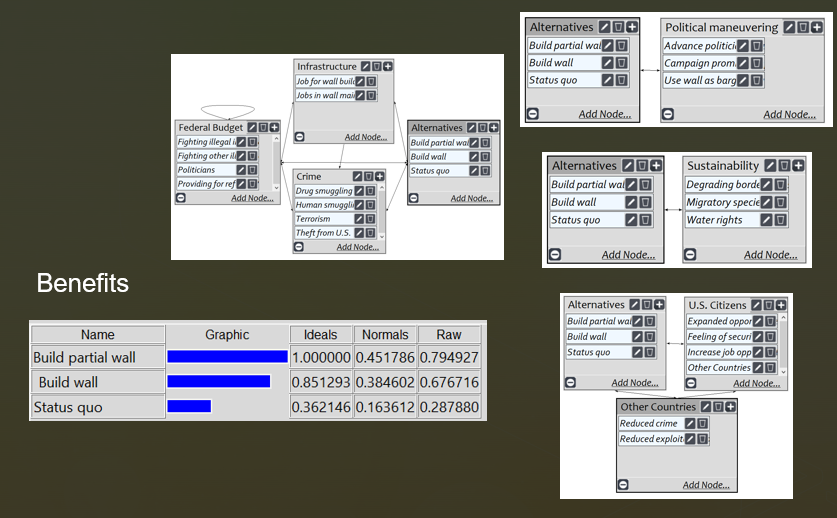 Infrastructure
Job for wall build
Jobs in wall mai
Add Node...
Federal Budget
Fighting illegal i
Fighting other ill
Politicians
Providing for ref
Add Node...
Alternatives
Build partial wa
Build wall
Status quo
Add Node...
Crime
Drug smuggling
Human smuggli
Terrorism
Theft from U.S.
Add Node...
Alternatives
Build partial wal
Build wall
Status quo
Add Node...
Political maneuvering
Advance politici
Campaign prom
Use wall as barg
Add Node...
Alternatives
Build partial wal
Build wall
Status quo
Add Node...
Sustainability
Degrading borde
Migratory specie
Water rights
Add Node...
Benefits
Name Graphic Ideals Normals Raw
Build partial wall 1.000000 0.451786 0.794927
Build wall 0.851293 0.384602 0.676716
Status quo 0.362146 0.163612 0.287880
Alternatives
Build partial wa
Build wall
Status quo
Add Node...
U.S. Citizens
Expanded oppor
Feeling of securi
Increase job opp
Other Countries
Add Node...
Other Countries
Reduced crime
Reduced exploit
Add Node...